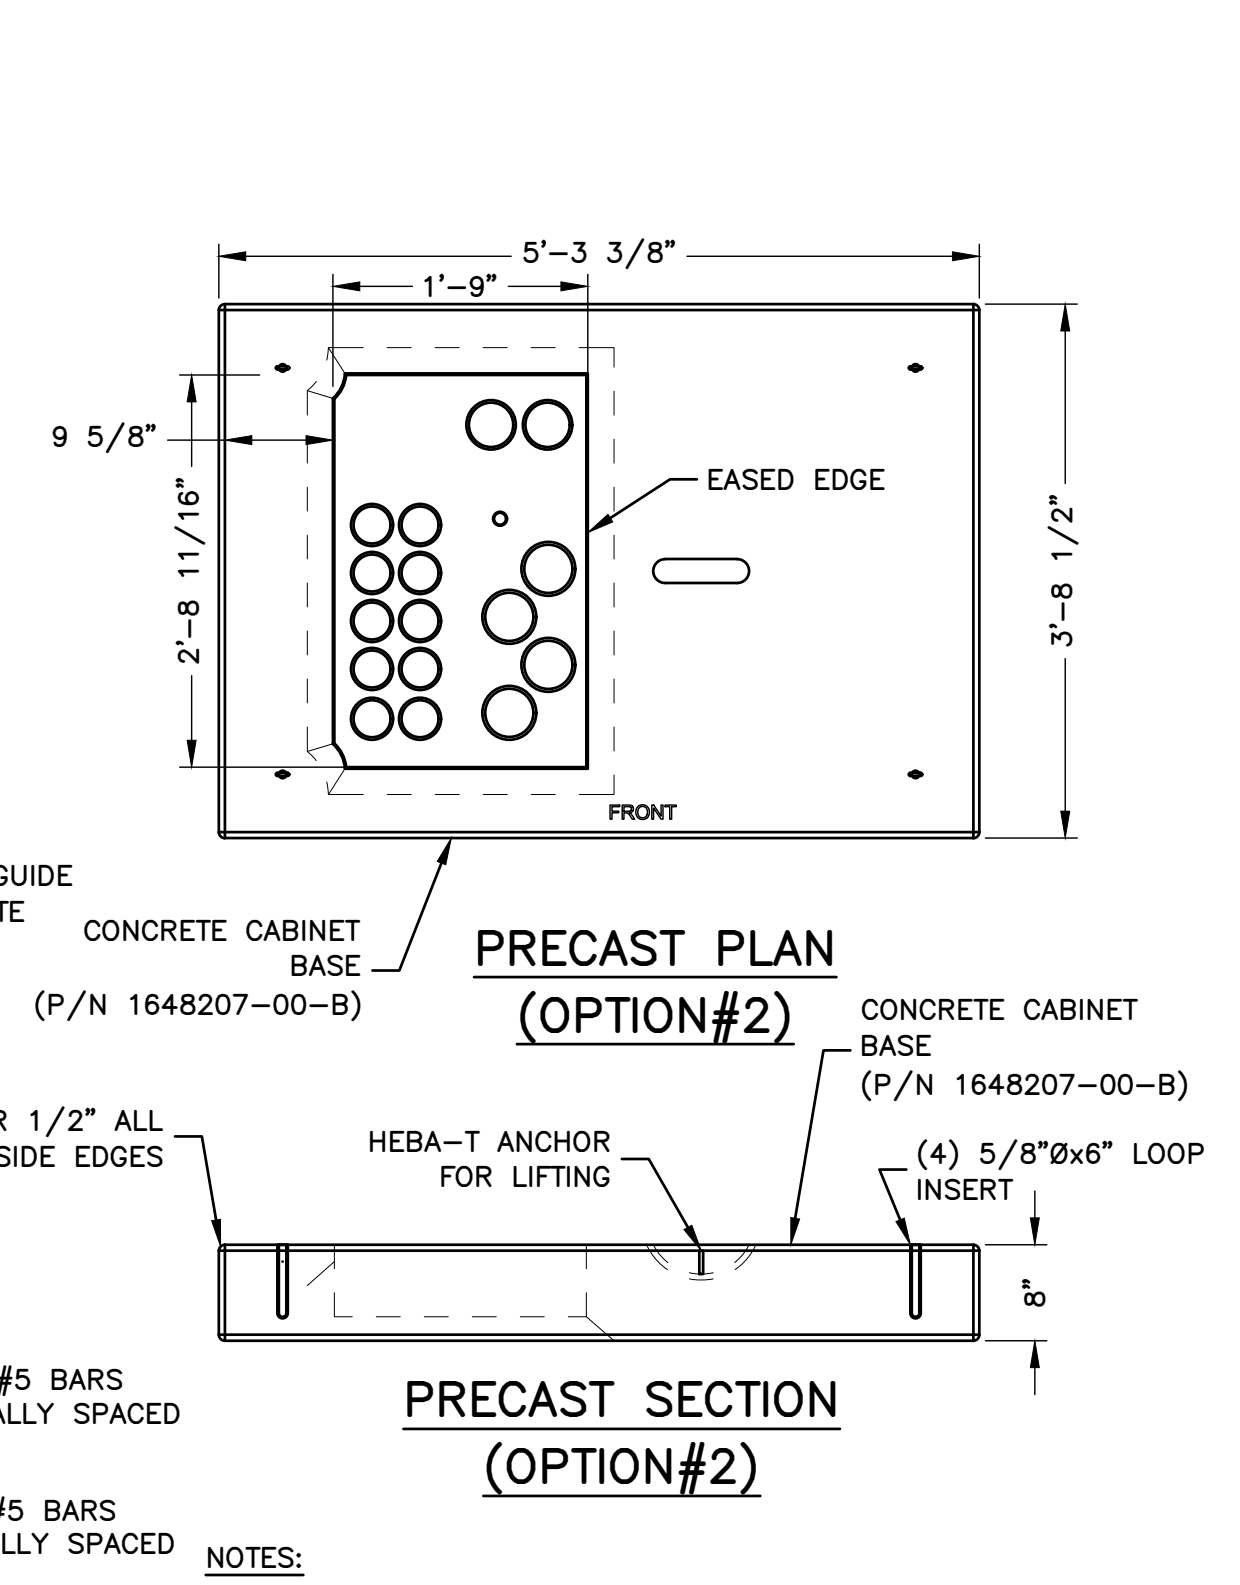 5'-3 3/8"
1'-9"
9 5/8"
2'-8 11/16"
EASED EDGE
3'-8 1/2"
FRONT
GUIDE
TE
CONCRETE CABINET
BASE
(P/N 1648207-00-B)
PRECAST PLAN
(OPTION#2)
CONCRETE CABINET
BASE
(P/N 1648207-00-B)
R 1/2" ALL
SIDE EDGES
HEBA-T ANCHOR
FOR LIFTING
(4) 5/8"Øx6" LOOP
INSERT
8"
#5 BARS
ALLY SPACED
PRECAST SECTION
(OPTION#2)
#5 BARS
LLY SPACED
NOTES: